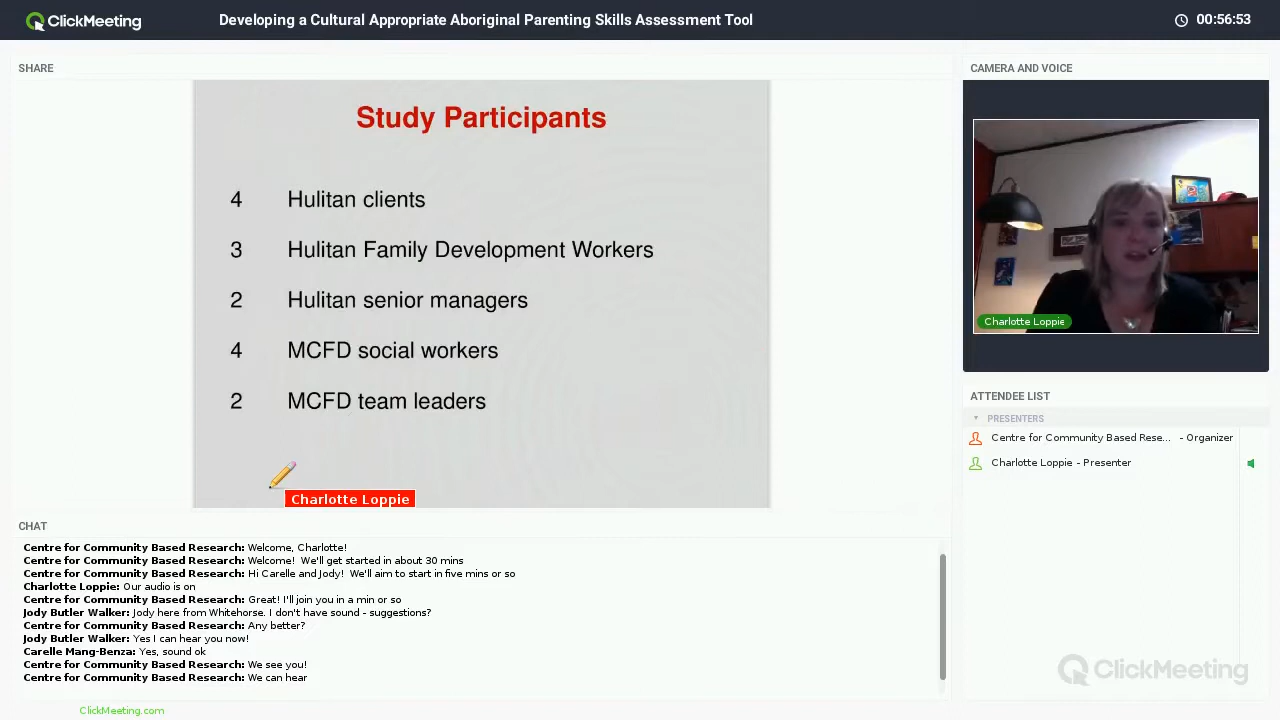 ClickMeeting
Developing a Cultural Appropriate Aboriginal Parenting Skills Assessment Tool
00:56:53
SHARE
Study Participants
4 Hulitan clients
3 Hulitan Family Development Workers
2 Hulitan senior managers
4 MCFD social workers
2 MCFD team leaders
Charlotte Loppie
CAMERA AND VOICE
Charlotte Loppie
ATTENDEE LIST
PRESENTERS
Centre for Community Based Rese... - Organizer
Charlotte Loppie - Presenter
CHAT
Centre for Community Based Research: Welcome, Charlotte!
Centre for Community Based Research: Welcome! We'll get started in about 30 mins
Centre for Community Based Research: Hi Carelle and Jody! We'll aim to start in five mins or so
Charlotte Loppie: Our audio is on
Centre for Community Based Research: Great! I'll join you in a min or so
Jody Butler Walker: Jody here from Whitehorse. I don't have sound - suggestions?
Centre for Community Based Research: Any better?
Jody Butler Walker: Yes I can hear you now!
Carelle Mang-Benza: Yes, sound ok
Centre for Community Based Research: We see you!
Centre for Community Based Research: We can hear
ClickMeeting
ClickMeeting.com